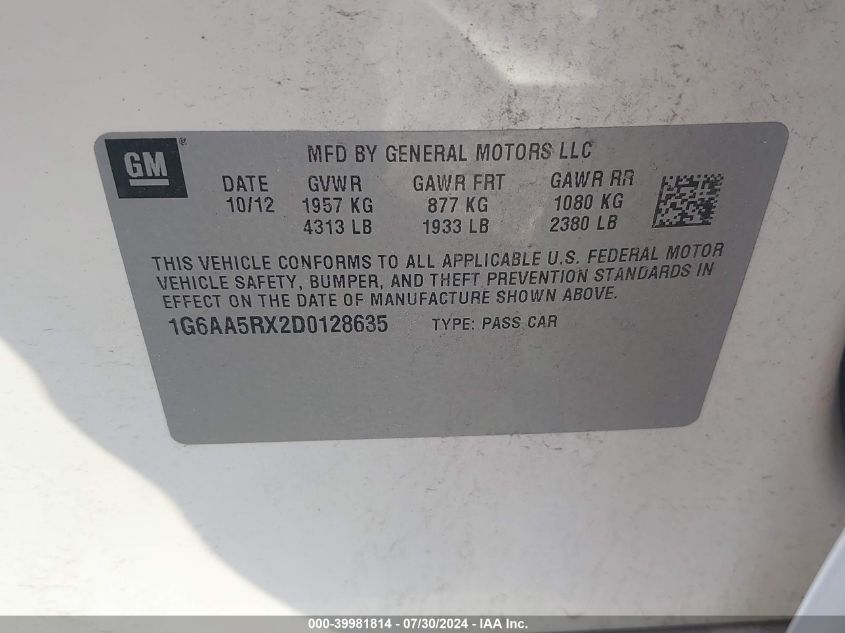 GM®
MFD BY GENERAL MOTORS LLC
DATE GVWR GAWR FRT GAWR RR
10/12 1957 KG 877 KG 1080 KG
4313 LB 1933 LB 2380 LB
THIS VEHICLE CONFORMS TO ALL APPLICABLE U.S. FEDERAL MOTOR
VEHICLE SAFETY, BUMPER, AND THEFT PREVENTION STANDARDS IN
EFFECT ON THE DATE OF MANUFACTURE SHOWN ABOVE.
1G6AA5RX2D0128635 TYPE: PASS CAR
000-39981814 / 07/30/2024 - IAA Inc.